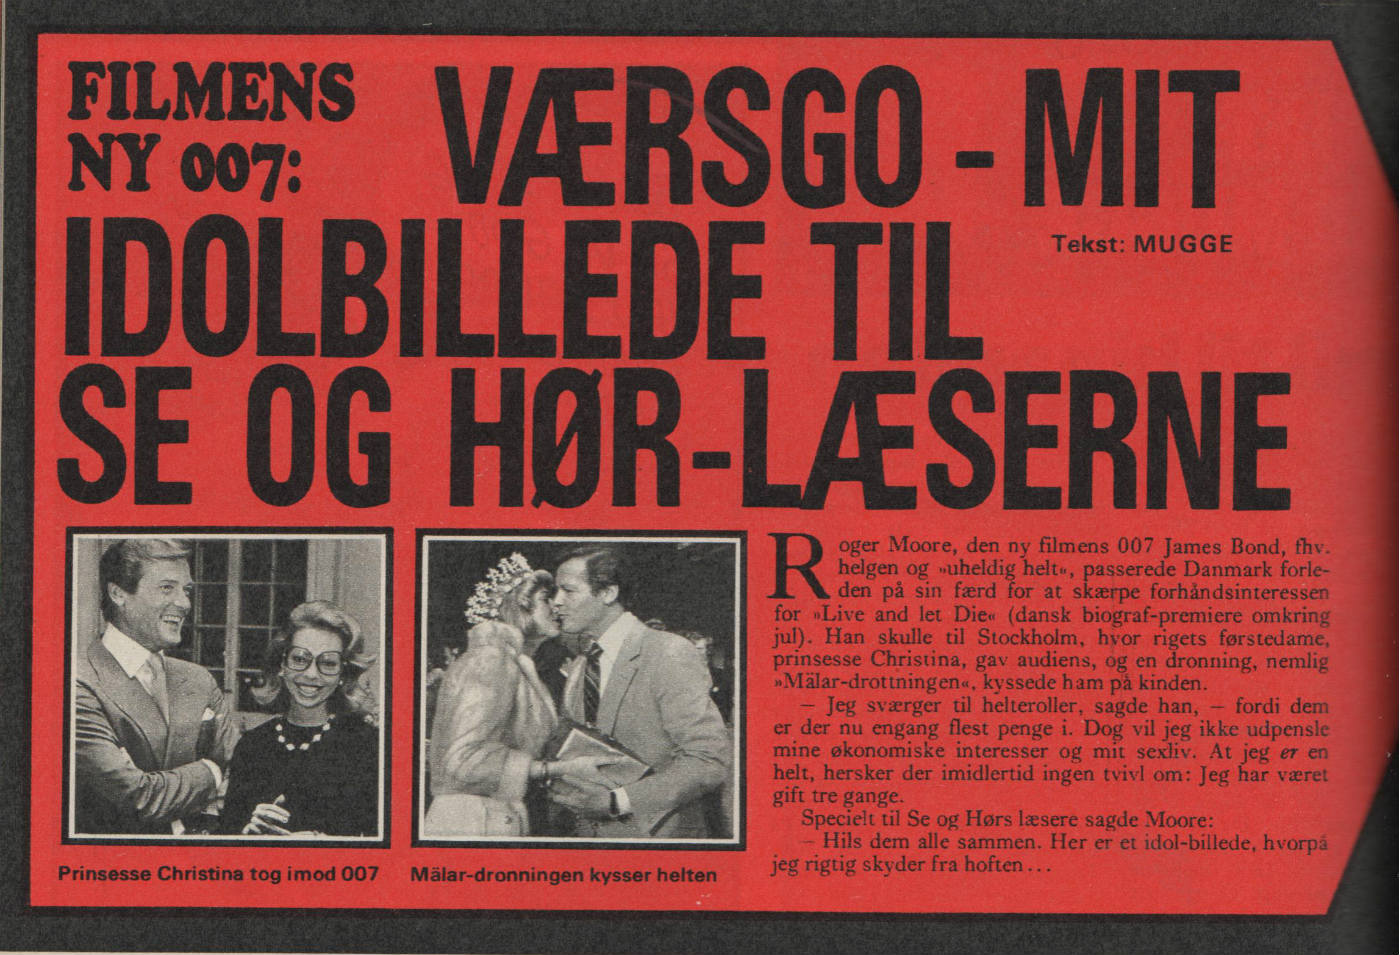 FILMENS
NY 007:
VÆRSGO - MIT
IDOLBILLEDE TIL
SE OG HØR-LÆSERNE
Tekst: MUGGE
Roger Moore, den ny filmens 007 James Bond, fhv.
helgen og »uheldig helt«, passerede Danmark forle-
den på sin færd for at skærpe forhåndsinteressen
for »Live and let Die« (dansk biograf-premiere omkring
jul). Han skulle til Stockholm, hvor rigets førstedame,
prinsesse Christina, gav audiens, og en dronning, nemlig
»Mälar-drottningen«, kyssede ham på kinden.
— Jeg sværger til helteroller, sagde han, — fordi dem
er der nu engang flest penge i. Dog vil jeg ikke udpensle
mine økonomiske interesser og mit sexliv. At jeg er en
helt, hersker der imidlertid ingen tvivl om: Jeg har været
gift tre gange.
Specielt til Se og Hørs læsere sagde Moore:
— Hils dem alle sammen. Her er et idol-billede, hvorpå
jeg rigtig skyder fra hoften ...
Prinsesse Christina tog imod 007
Mälar-dronningen kysser helten